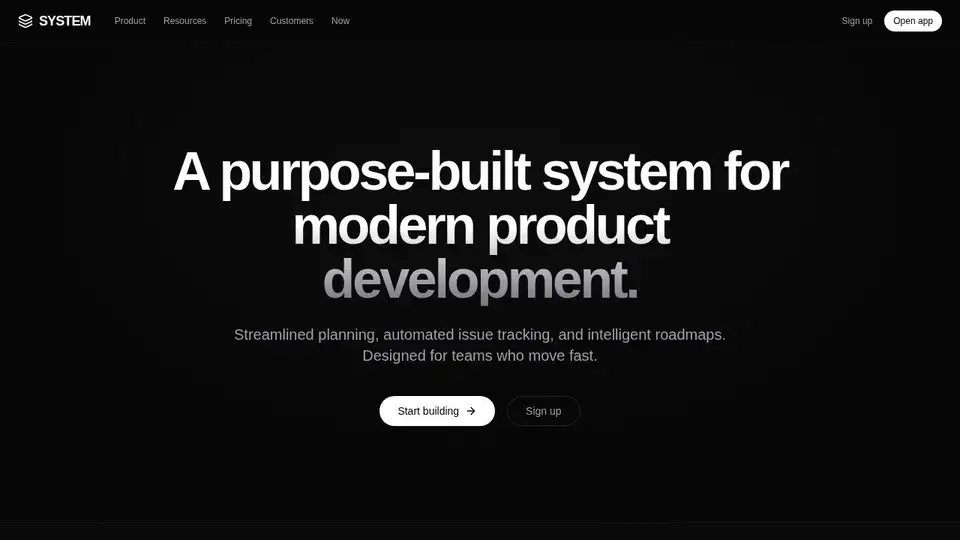 SYSTEM Product Resources Pricing Customers Now Sign up Open app
A purpose-built system for
modern product
development.
Streamlined planning, automated issue tracking, and intelligent roadmaps.
Designed for teams who move fast.
Start building Sign up